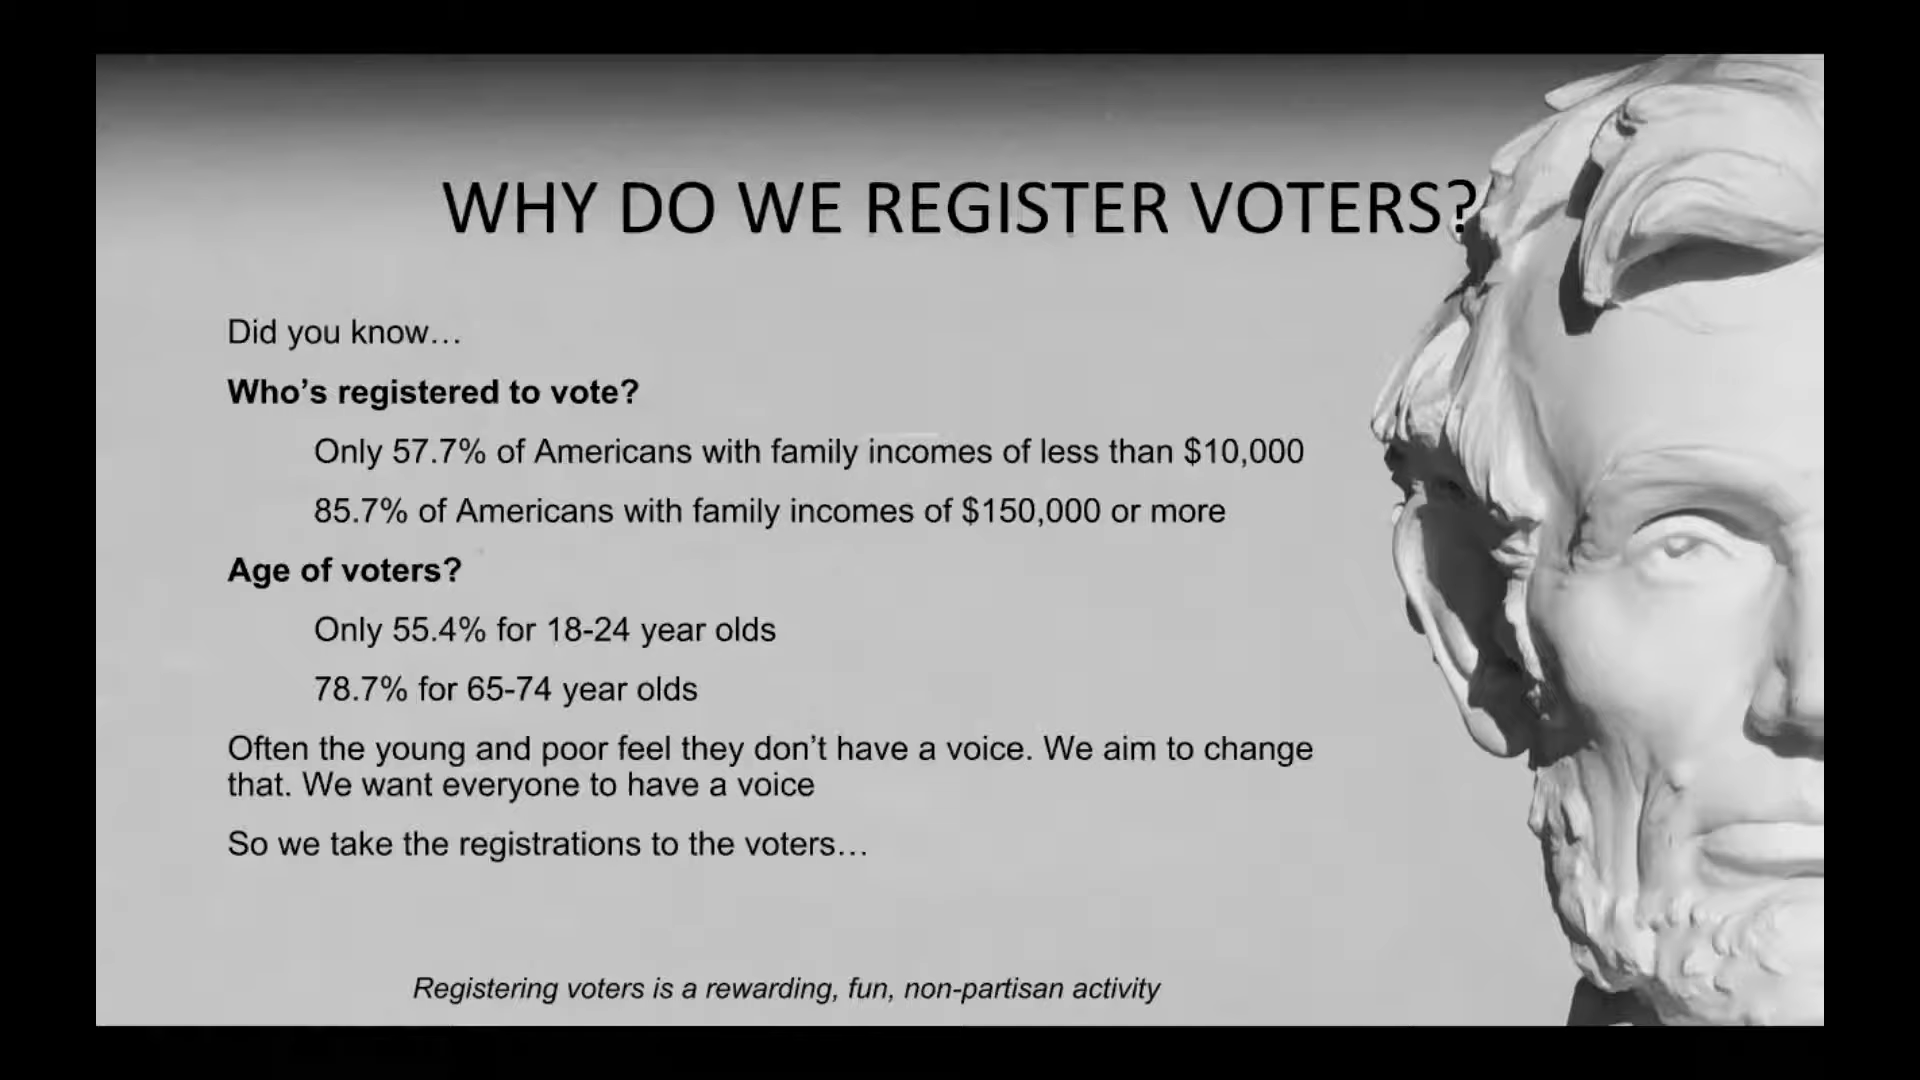 WHY DO WE REGISTER VOTERS?
Did you know…
Who’s registered to vote?
Only 57.7% of Americans with family incomes of less than $10,000
85.7% of Americans with family incomes of $150,000 or more
Age of voters?
Only 55.4% for 18-24 year olds
78.7% for 65-74 year olds
Often the young and poor feel they don’t have a voice. We aim to change
that. We want everyone to have a voice
So we take the registrations to the voters…
Registering voters is a rewarding, fun, non-partisan activity